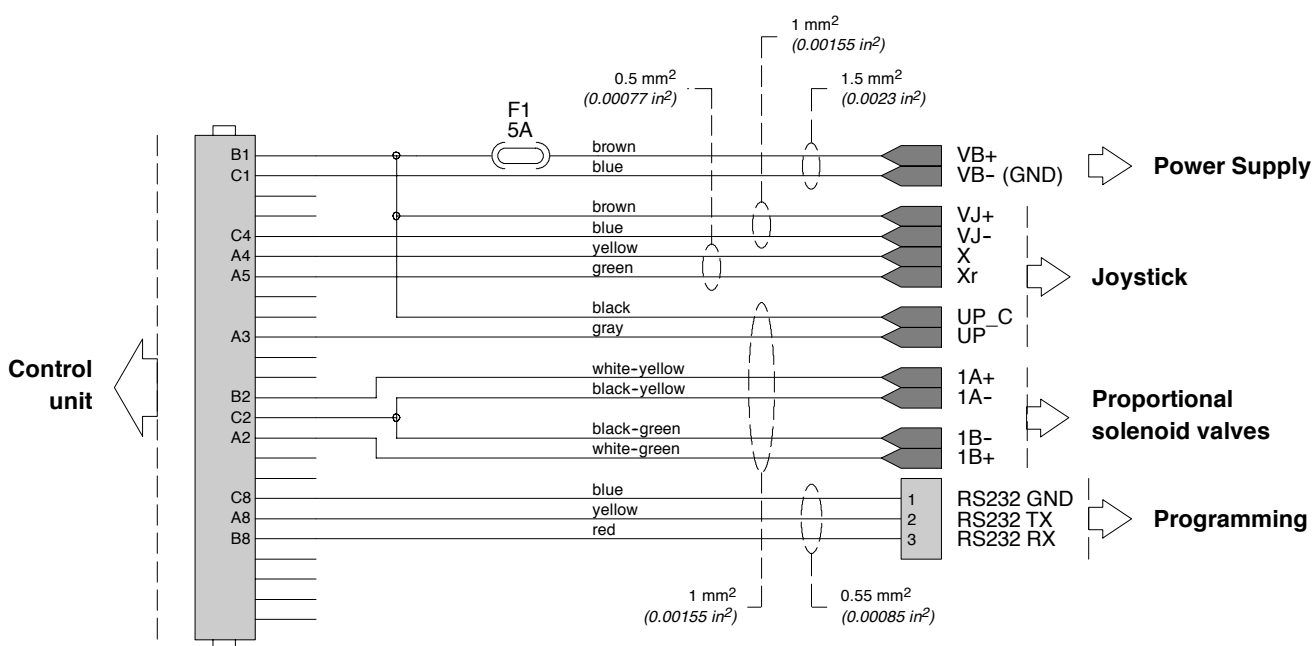 1 mm²
(0.00155 in²)
0.5 mm²
(0.00077 in²)
1.5 mm²
(0.0023 in²)
F1
5A
B1
brown
VB+
C1
blue
VB- (GND)
Power Supply
brown
VJ+
C4
blue
VJ-
A4
yellow
X
A5
green
Xr
Joystick
black
UP_C
A3
gray
UP
Control
unit
white-yellow
1A+
B2
black-yellow
1A-
C2
A2
black-green
1B-
white-green
1B+
Proportional
solenoid valves
C8
blue
1
RS232 GND
A8
yellow
2
RS232 TX
B8
red
3
RS232 RX
Programming
1 mm²
(0.00155 in²)
0.55 mm²
(0.00085 in²)